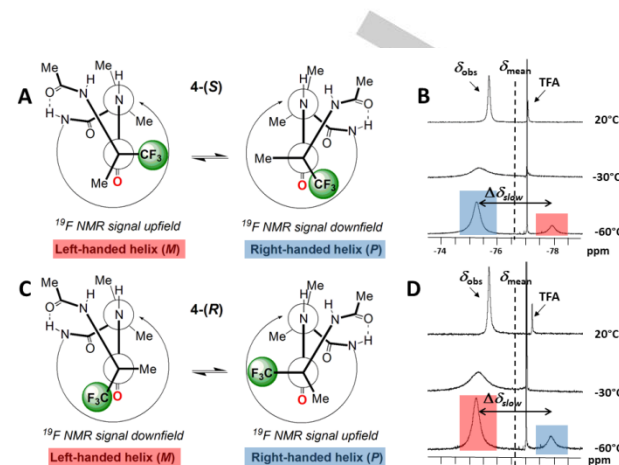 A
4-(S)
Me
H
Me
N
H
N
O
H
N
O
Me
CF3
Me
O
H
Me
N
Me
H
N
O
H
N
O
Me
CF3
O
19F NMR signal upfield
19F NMR signal downfield
Left-handed helix (M)
Right-handed helix (P)
B
δobs
δmean
TFA
20°C
-30°C
Δδslow
-60°C
-74
-76
-78
ppm
C
4-(R)
Me
H
Me
N
H
N
O
H
N
O
Me
F3C
O
H
Me
N
Me
H
N
O
H
N
O
F3C
Me
O
19F NMR signal downfield
19F NMR signal upfield
Left-handed helix (M)
Right-handed helix (P)
D
δobs
δmean
TFA
20°C
-30°C
Δδslow
-60°C
ppm